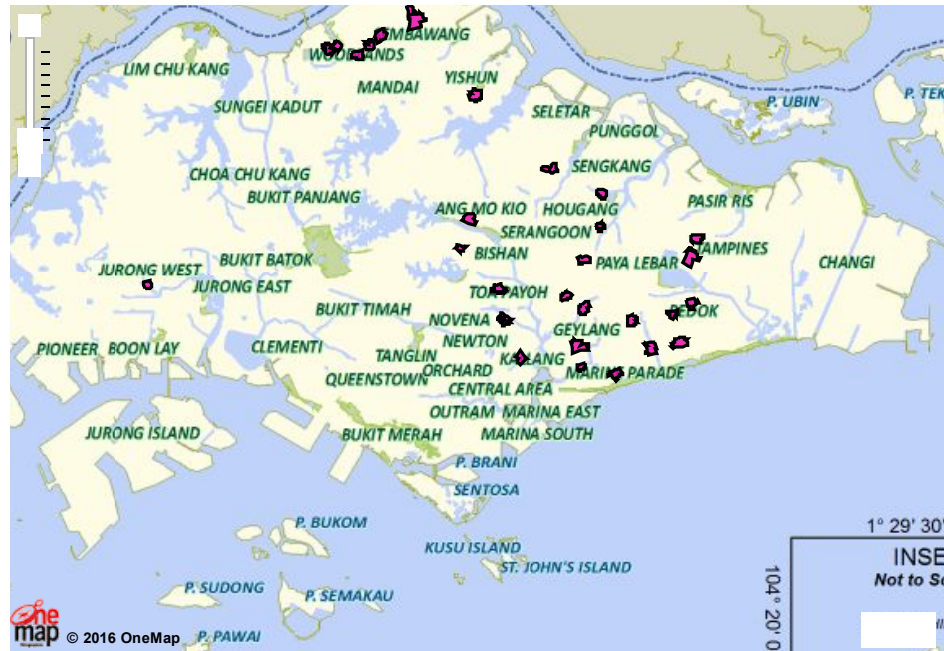 EMBAWANG
WOODLANDS
LIM CHU KANG
YISHUN
MANDAI
P. UBIN
P. TEK
SUNGEI KADUT
SELETAR
PUNGGOL
SENGKANG
CHOA CHU KANG
BUKIT PANJANG
PASIR RIS
ANG MO KIO
HOUGANG
SERANGOON
BISHAN
TAMPINES
BUKIT BATOK
PAYA LEBAR
CHANGI
JURONG WEST
JURONG EAST
TOA PAYOH
BUKIT TIMAH
BEDOK
NOVENA
GEYLANG
NEWTON
PIONEER
BOON LAY
CLEMENTI
TANGLIN
KALLANG
ORCHARD
MARINE PARADE
QUEENSTOWN
CENTRAL AREA
OUTRAM
MARINA EAST
JURONG ISLAND
BUKIT MERAH
MARINA SOUTH
P. BRANI
SENTOSA
P. BUKOM
1° 29' 30'
KUSU ISLAND
INSE
ST. JOHN'S ISLAND
Not to Sc
104° 20' 0
P. SUDONG
P. SEMAKAU
One
map © 2016 OneMap
P. PAWAI